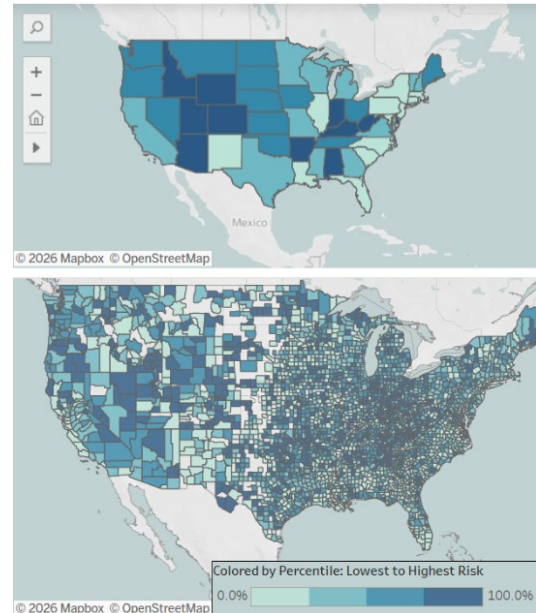 Mexico
© 2026 Mapbox © OpenStreetMap
Colored by Percentile: Lowest to Highest Risk
0.0% 100.0%
© 2026 Mapbox © OpenStreetMap